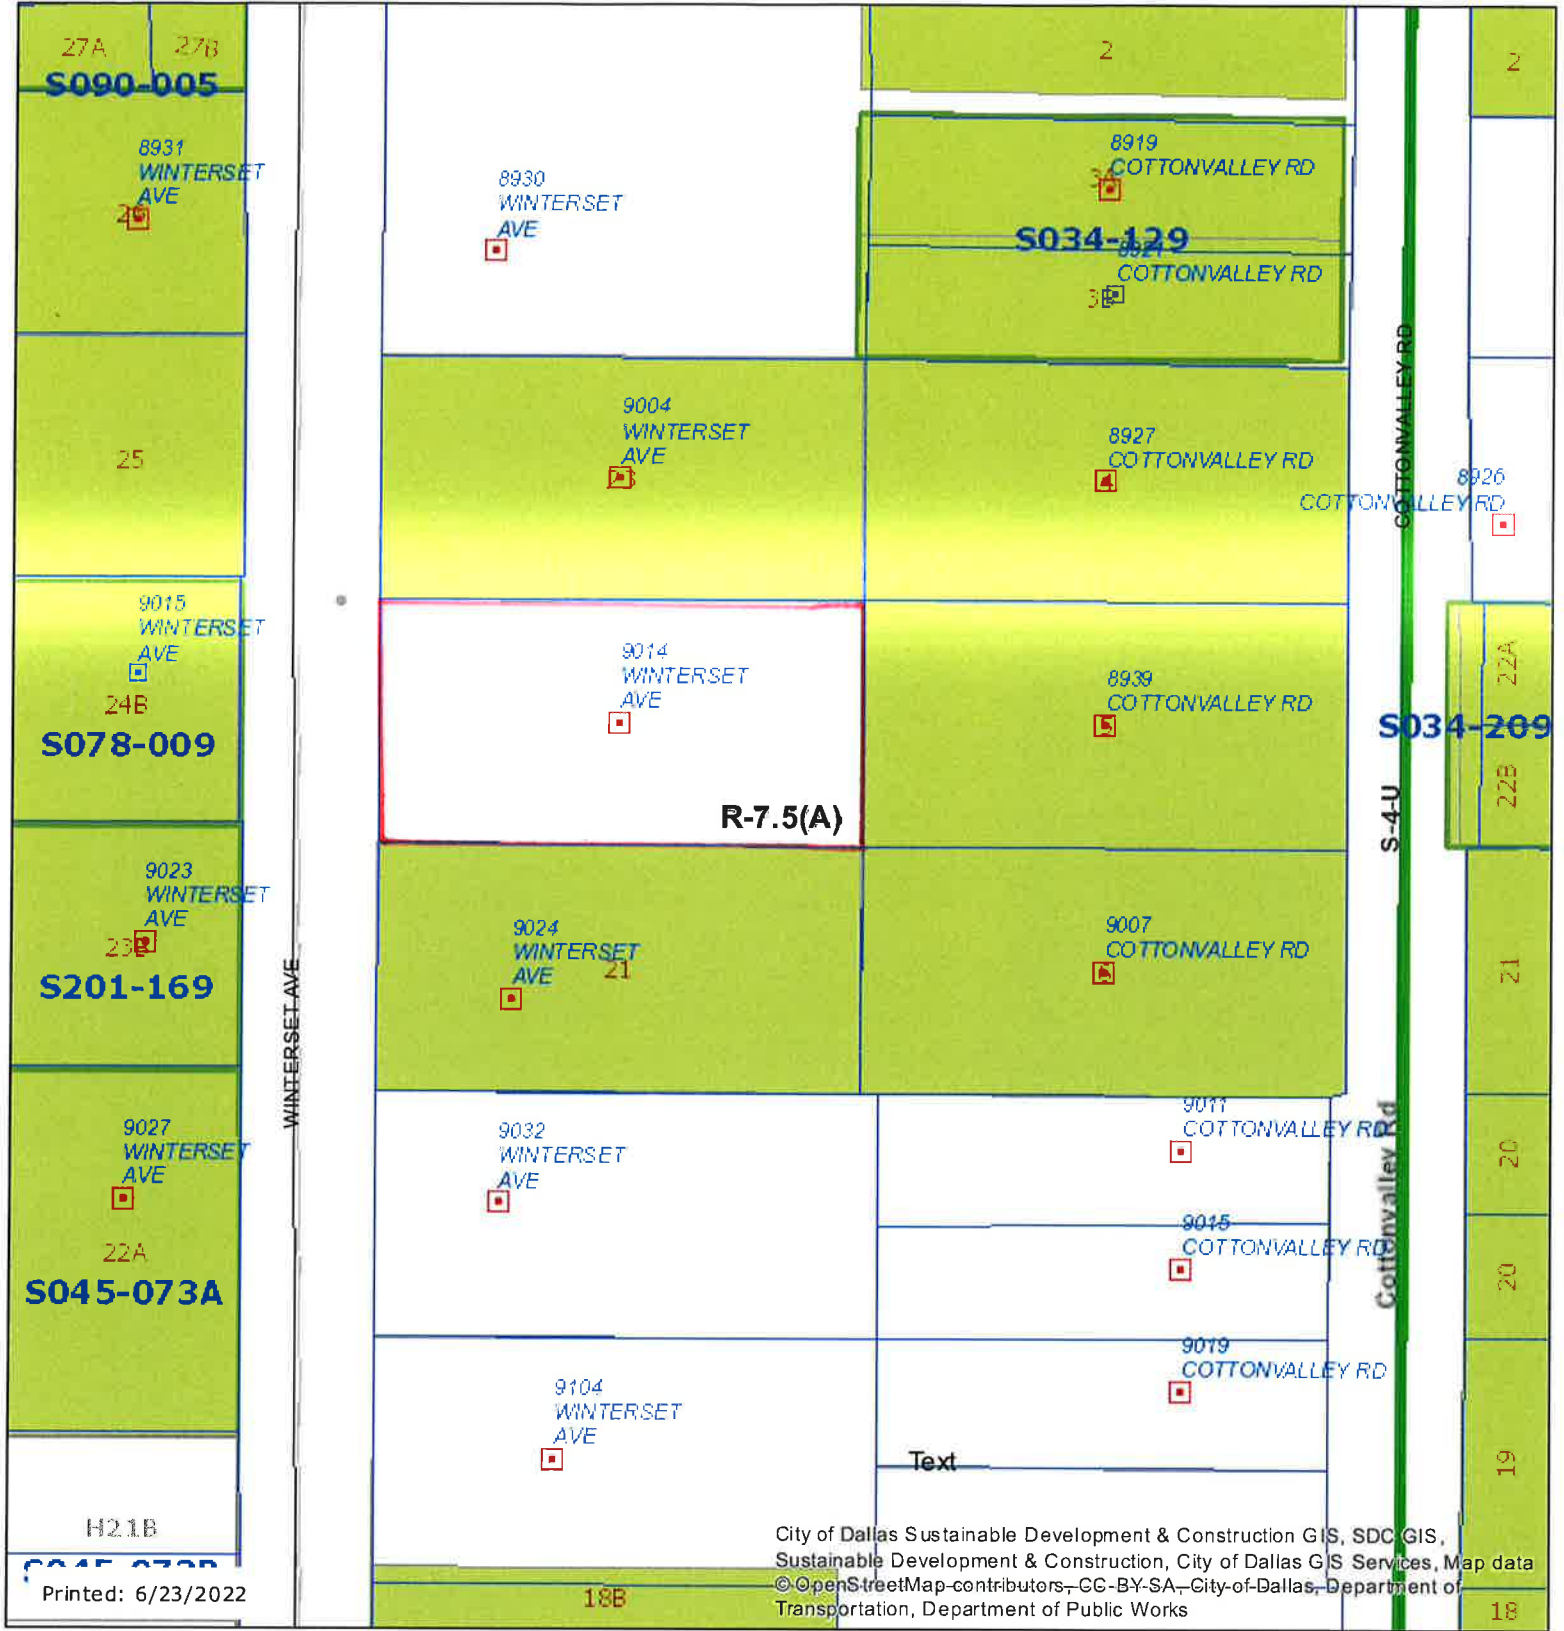 27A
27B
S090-005
2
2
8931
WINTERSET
AVE
26
8930
WINTERSET
AVE
8919
COTTONVALLEY RD
S034-129
8921
COTTONVALLEY RD
25
9004
WINTERSET
AVE
8927
COTTONVALLEY RD
4
COTTONVALLEY RD
8926
COTTONVALLEY RD
9015
WINTERSET
AVE
24B
S078-009
9014
WINTERSET
AVE
R-7.5(A)
8939
COTTONVALLEY RD
5
S034-209
22A
22B
S-4-U
9023
WINTERSET
AVE
S201-169
WINTERSET AVE
9024
WINTERSET
AVE
21
9007
COTTONVALLEY RD
21
9027
WINTERSET
AVE
22A
S045-073A
9032
WINTERSET
AVE
9011
COTTONVALLEY RD
9015
COTTONVALLEY RD
Cottonvalley Rd
20
20
9019
COTTONVALLEY RD
9104
WINTERSET
AVE
Text
19
H21B
Printed: 6/23/2022
18B
City of Dallas Sustainable Development & Construction GIS, SDC GIS,
Sustainable Development & Construction, City of Dallas GIS Services, Map data
© OpenStreetMap contributors, CC-BY-SA, City of Dallas, Department of
Transportation, Department of Public Works
18